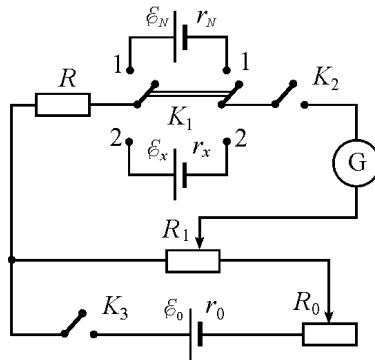 ℰN rN
1 1
R K1 K2
2 ℰx rx 2
G
R1
R0
K3 ℰ0 r0